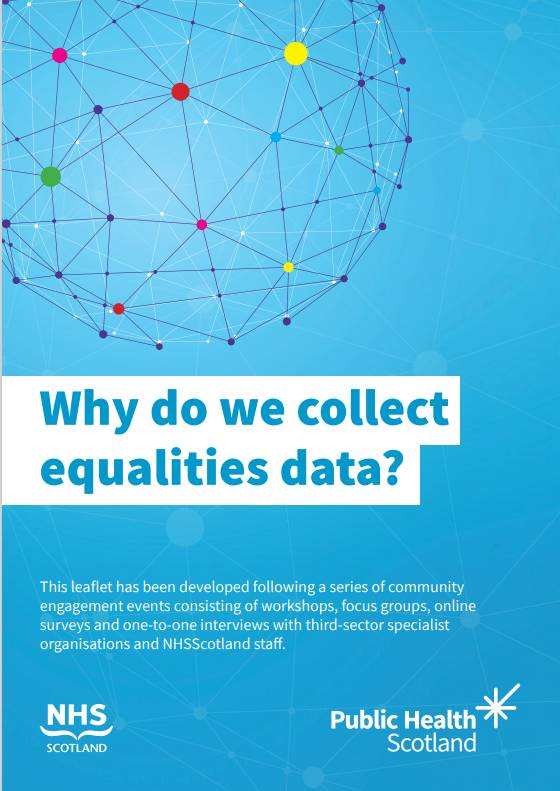 Why do we collect
equalities data?
This leaflet has been developed following a series of community
engagement events consisting of workshops, focus groups, online
surveys and one-to-one interviews with third-sector specialist
organisations and NHSScotland staff.
NHS
SCOTLAND
Public Health
Scotland